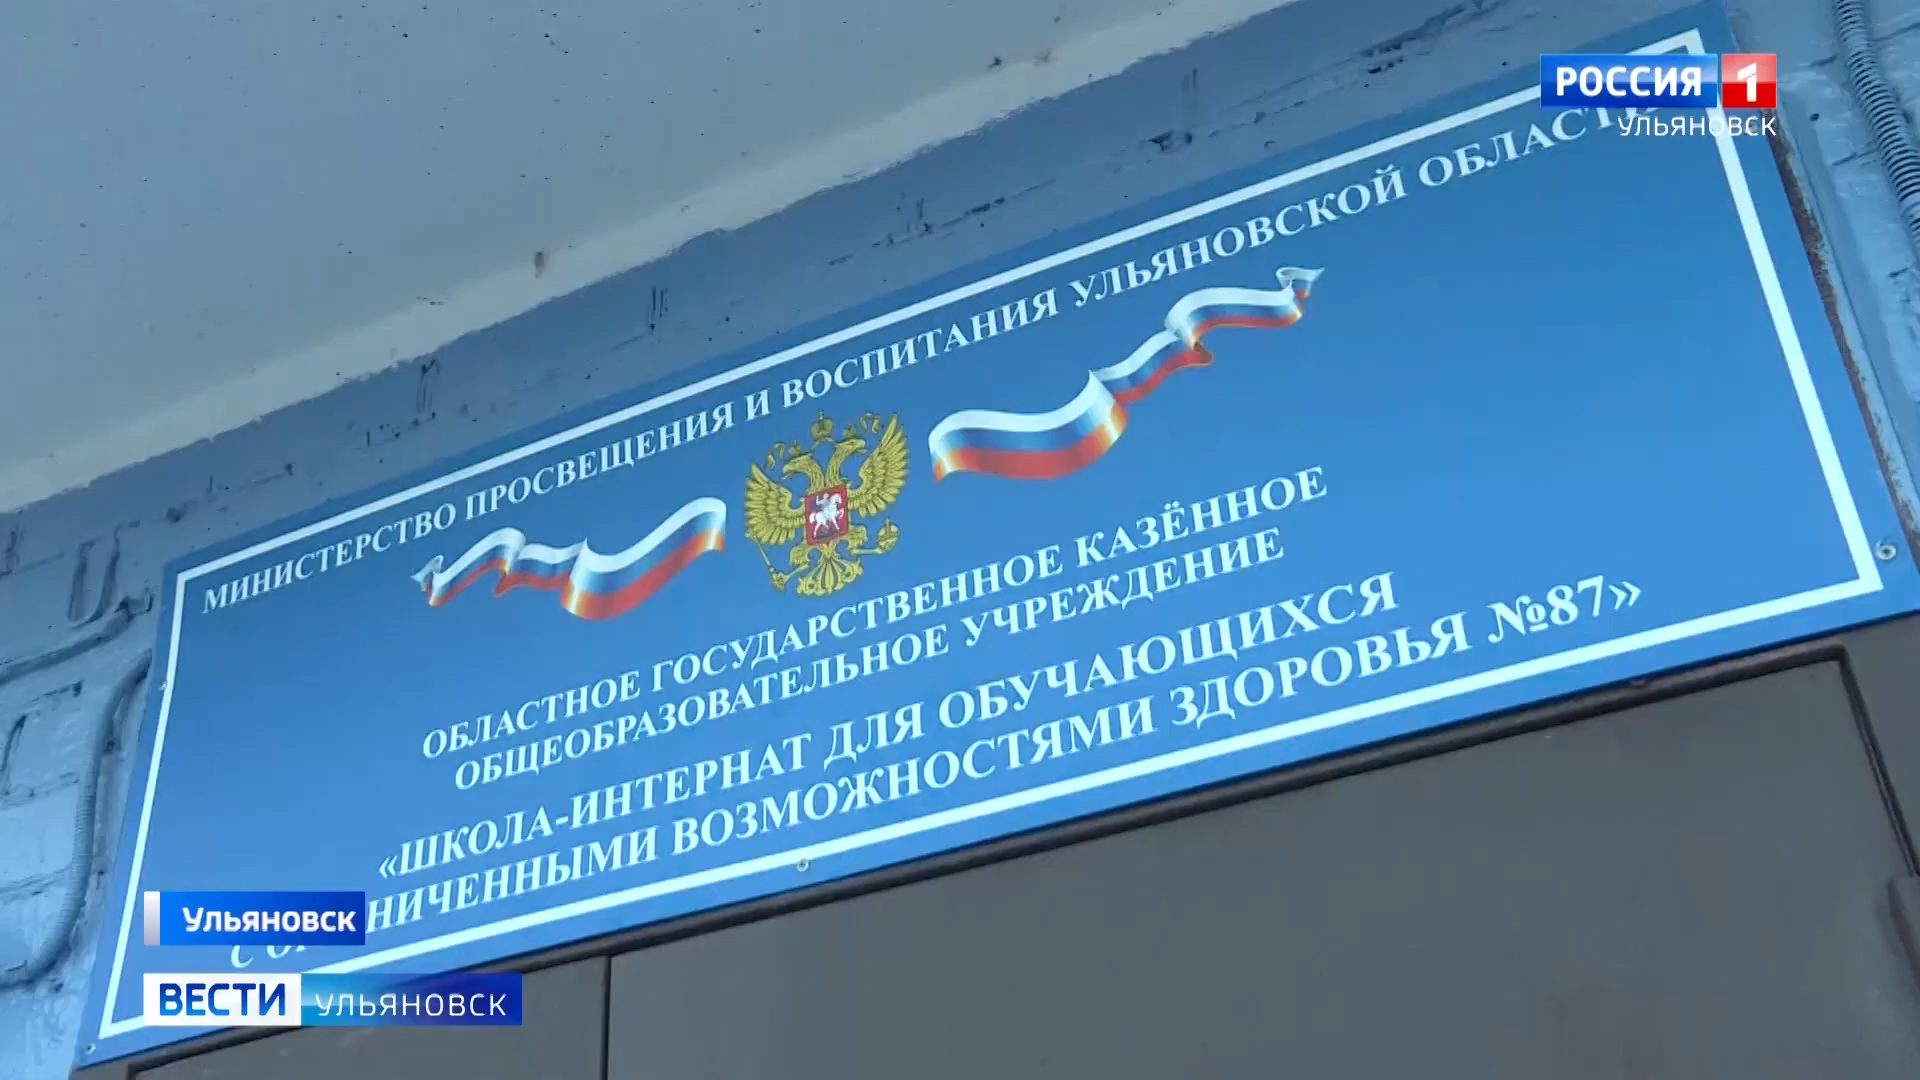 РОССИЯ 1
УЛЬЯНОВСК
МИНИСТЕРСТВО ПРОСВЕЩЕНИЯ И ВОСПИТАНИЯ УЛЬЯНОВСКОЙ ОБЛАСТИ
ОБЛАСТНОЕ ГОСУДАРСТВЕННОЕ КАЗЁННОЕ
ОБЩЕОБРАЗОВАТЕЛЬНОЕ УЧРЕЖДЕНИЕ
«ШКОЛА-ИНТЕРНАТ ДЛЯ ОБУЧАЮЩИХСЯ
С ОГРАНИЧЕННЫМИ ВОЗМОЖНОСТЯМИ ЗДОРОВЬЯ №87»
Ульяновск
ВЕСТИ УЛЬЯНОВСК